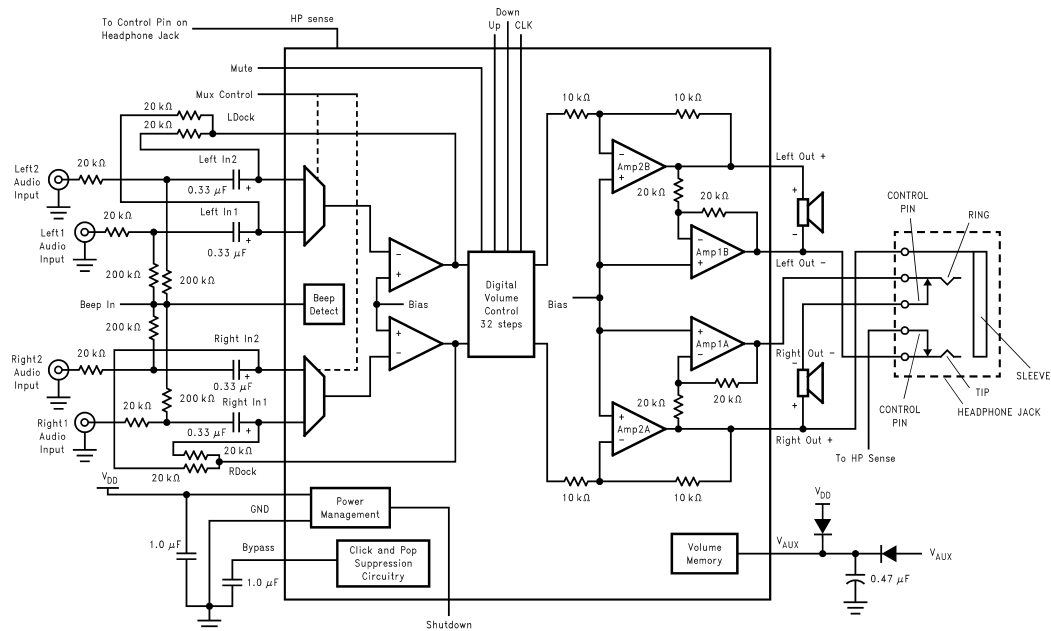 To Control Pin on
Headphone Jack
HP sense
Down
Up
CLK
Mute
Mux Control
20 kΩ
LDock
20 kΩ
Left2
Audio
Input
20 kΩ
Left In2
0.33 μF
+
Left1
Audio
Input
20 kΩ
Left In1
0.33 μF
+
200 kΩ
200 kΩ
Beep In
200 kΩ
Beep
Detect
Right In2
Right2
Audio
Input
20 kΩ
0.33 μF
+
200 kΩ
Right In1
Right1
Audio
Input
20 kΩ
0.33 μF
+
20 kΩ
20 kΩ
RDock
−
+
Bias
+
−
Digital
Volume
Control
32 steps
10 kΩ
10 kΩ
−
Amp2B
+
20 kΩ
20 kΩ
−
Amp1B
+
Bias
+
Amp1A
−
20 kΩ
20 kΩ
+
Amp2A
−
10 kΩ
10 kΩ
Left Out +
+
−
Left Out −
Right Out −
−
+
Right Out +
CONTROL
PIN
RING
SLEEVE
TIP
HEADPHONE JACK
CONTROL
PIN
To HP Sense
VDD
GND
Power
Management
1.0 μF
Bypass
1.0 μF
Click and Pop
Suppression
Circuitry
Shutdown
Volume
Memory
VAUX
VDD
VAUX
0.47 μF